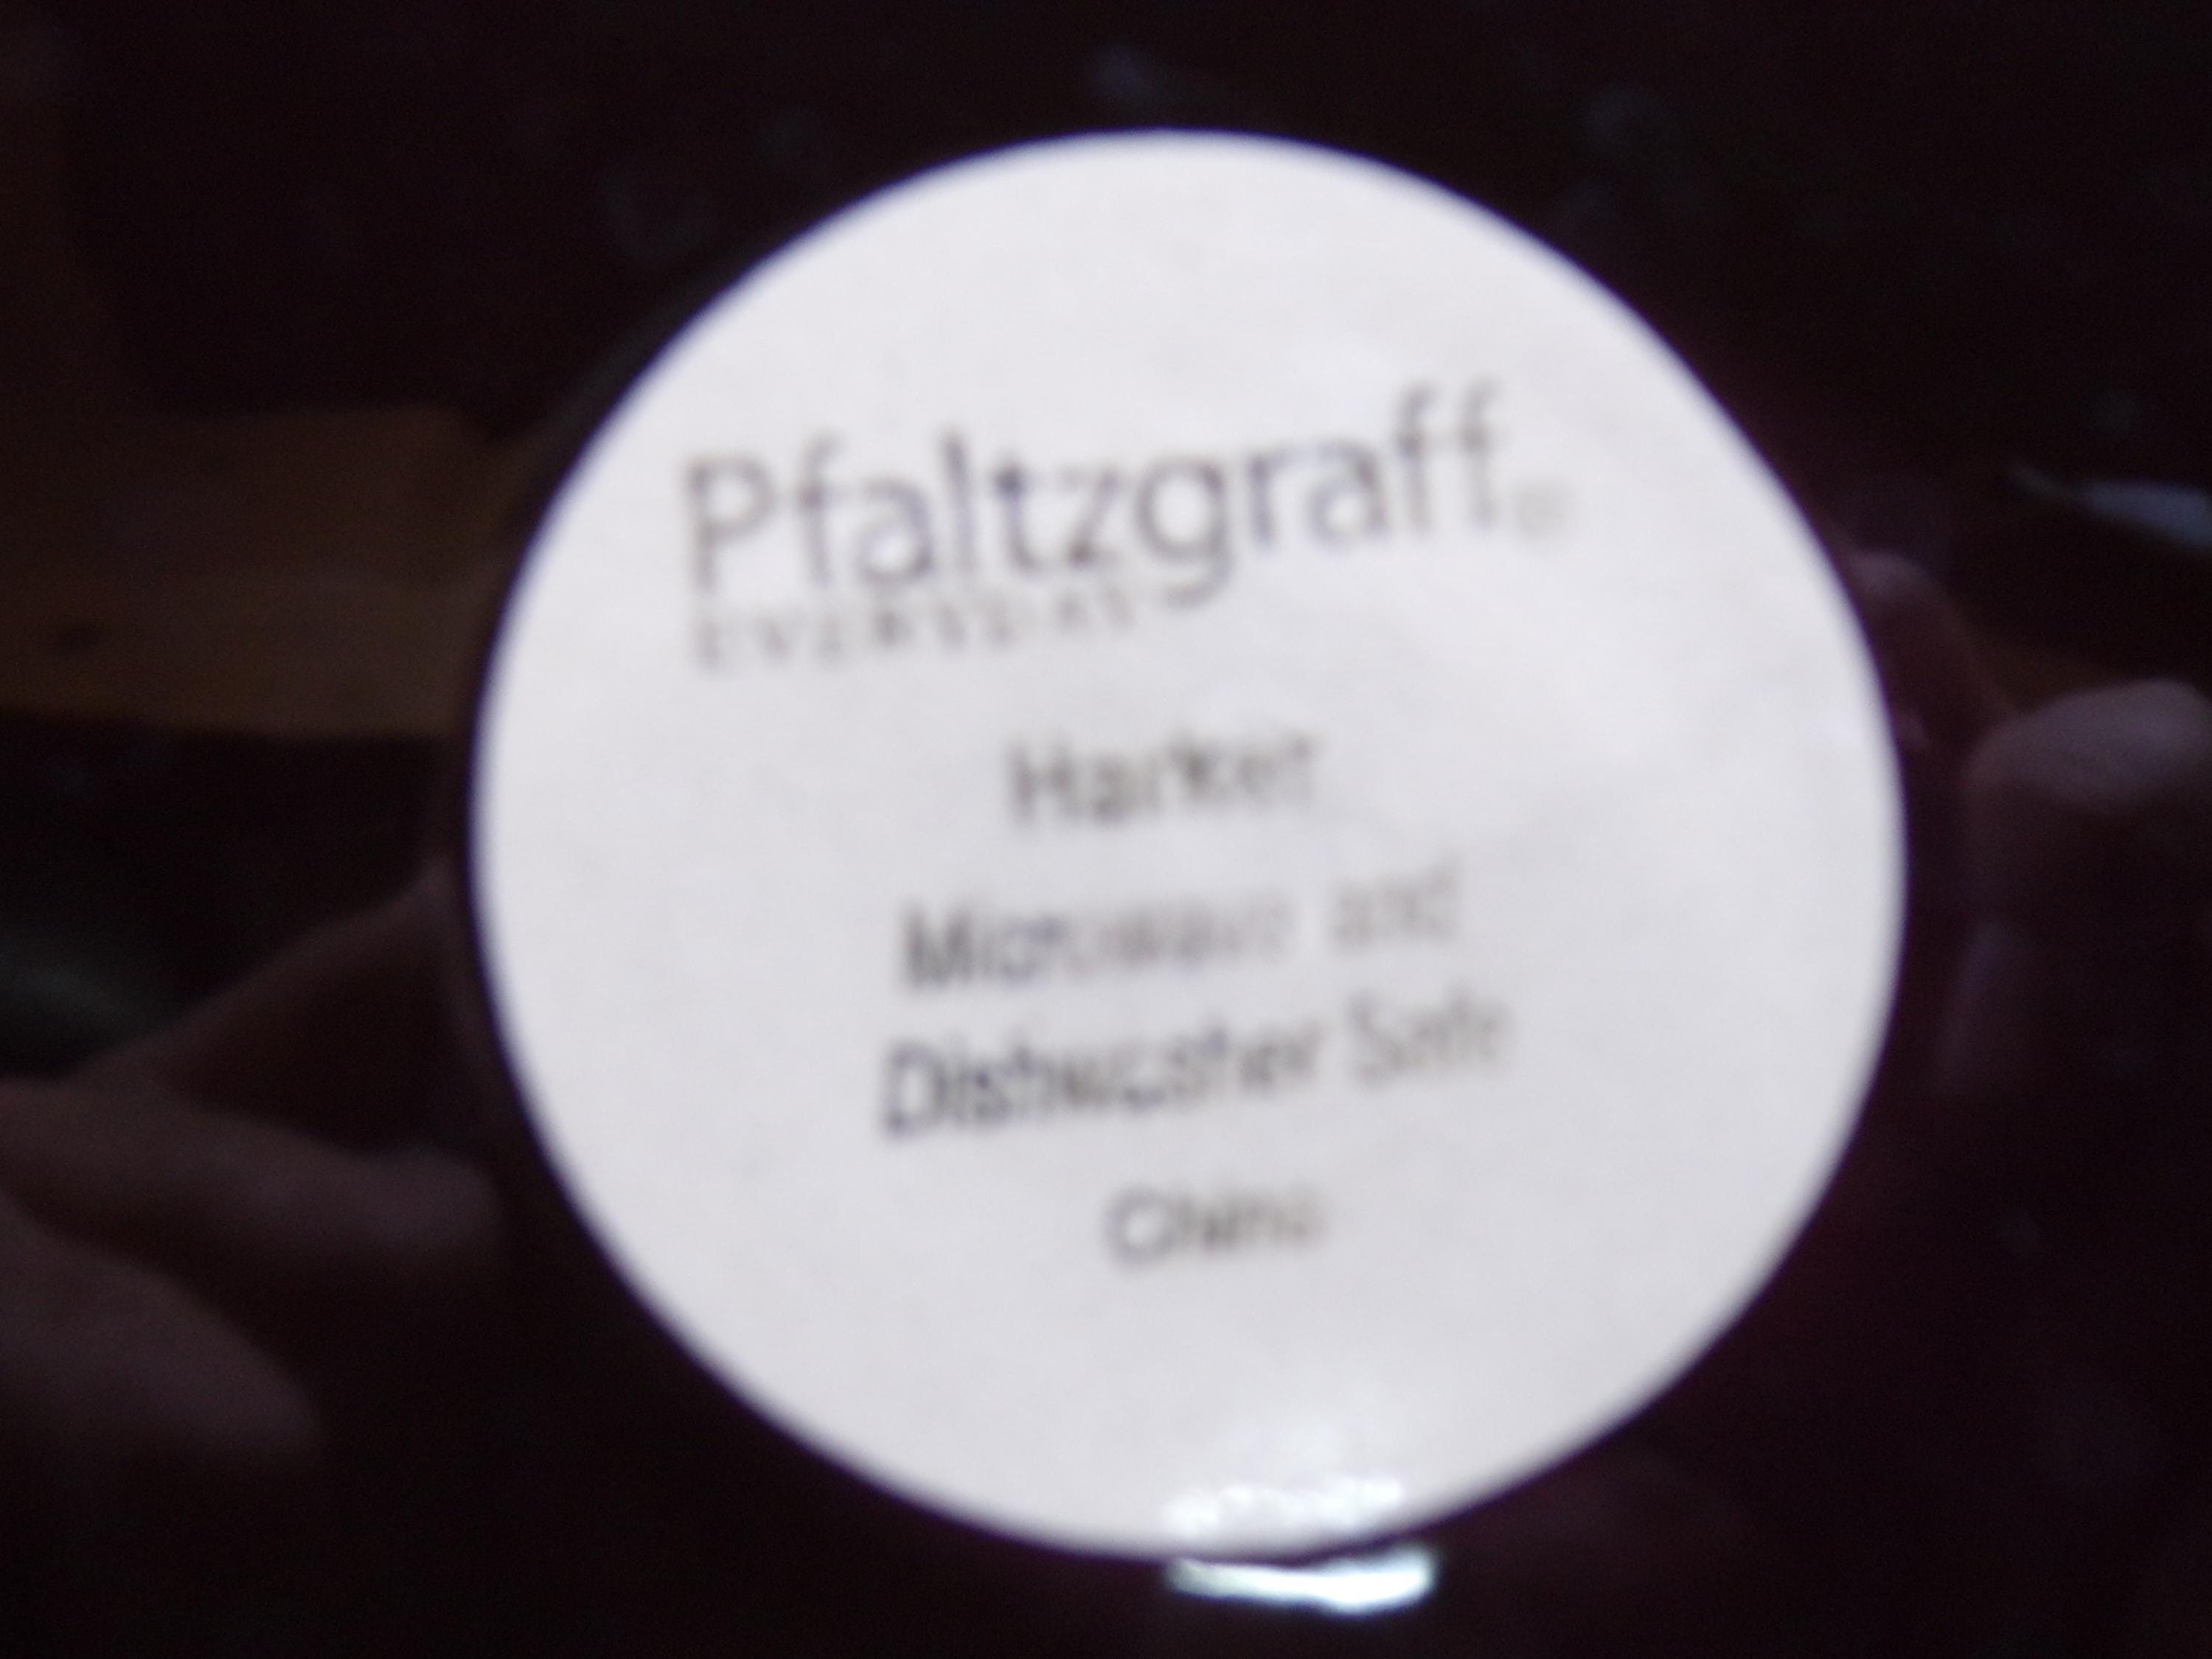 Pfaltzgraff®
EVERYDAY
Harker
Microwave and
Dishwasher Safe
China